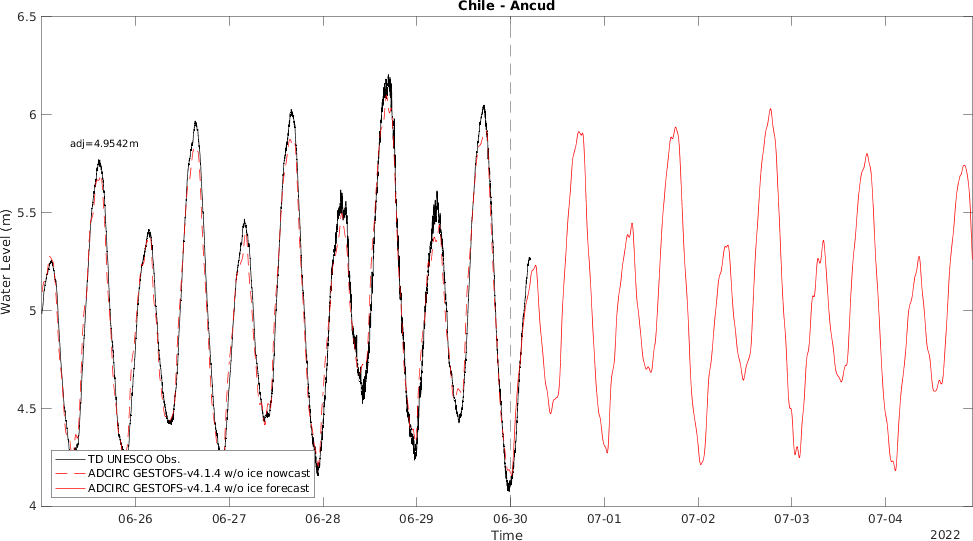 Chile - Ancud
6.5
6
5.5
5
4.5
4
Water Level (m)
adj=4.9542m
TD UNESCO Obs.
ADCIRC GESTOFS-v4.1.4 w/o ice nowcast
ADCIRC GESTOFS-v4.1.4 w/o ice forecast
06-26 06-27 06-28 06-29 06-30 07-01 07-02 07-03 07-04
Time
2022